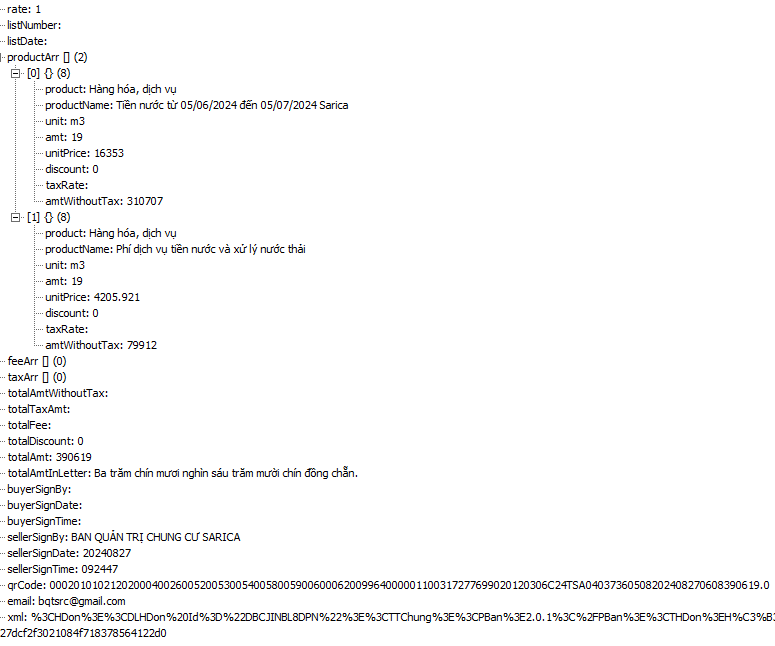 rate: 1
listNumber:
listDate:
productArr [] (2)
[0] {} (8)
product: Hàng hóa, dịch vụ
productName: Tiền nước từ 05/06/2024 đến 05/07/2024 Sarica
unit: m3
amt: 19
unitPrice: 16353
discount: 0
taxRate:
amtWithoutTax: 310707
[1] {} (8)
product: Hàng hóa, dịch vụ
productName: Phí dịch vụ tiền nước và xử lý nước thải
unit: m3
amt: 19
unitPrice: 4205.921
discount: 0
taxRate:
amtWithoutTax: 79912
feeArr [] (0)
taxArr [] (0)
totalAmtWithoutTax:
totalTaxAmt:
totalFee:
totalDiscount: 0
totalAmt: 390619
totalAmtInLetter: Ba trăm chín mươi nghìn sáu trăm mười chín đồng chẵn.
buyerSignBy:
buyerSignDate:
buyerSignTime:
sellerSignBy: BAN QUẢN TRỊ CHUNG CƯ SARICA
sellerSignDate: 20240827
sellerSignTime: 092447
qrCode: 00020101021202000400260052005300540058005900600062009964000001100317277699020120306C24TSA0403736050820240827060839​0619.0
email: bqtsrc@gmail.com
xml: %3CHDon%3E%3CDLHDon%20Id%3D%22DBCJINBL8DPN%22%3E%3CTTChung%3E%3CPBan%3E2.0.1%3C%2FPBan%3E%3CTHDon%3EH%C3%B3
27dcf2f3021084f718378564122d0